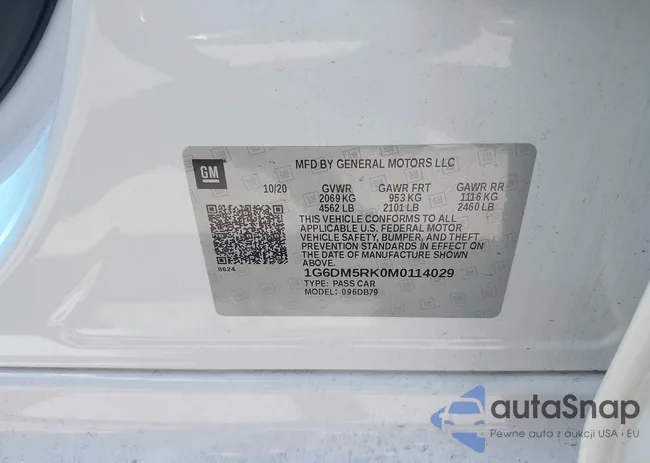 GM
MFD BY GENERAL MOTORS LLC
10/20 GVWR GAWR FRT GAWR RR
2069 KG 953 KG 1116 KG
4562 LB 2101 LB 2460 LB
THIS VEHICLE CONFORMS TO ALL
APPLICABLE U.S. FEDERAL MOTOR
VEHICLE SAFETY, BUMPER, AND THEFT
PREVENTION STANDARDS IN EFFECT ON
THE DATE OF MANUFACTURE SHOWN
ABOVE.
8624
1G6DM5RK0M0114029
TYPE: PASS CAR
MODEL: 096DB79
autoSnap
Pewne auta z aukcji USA i EU